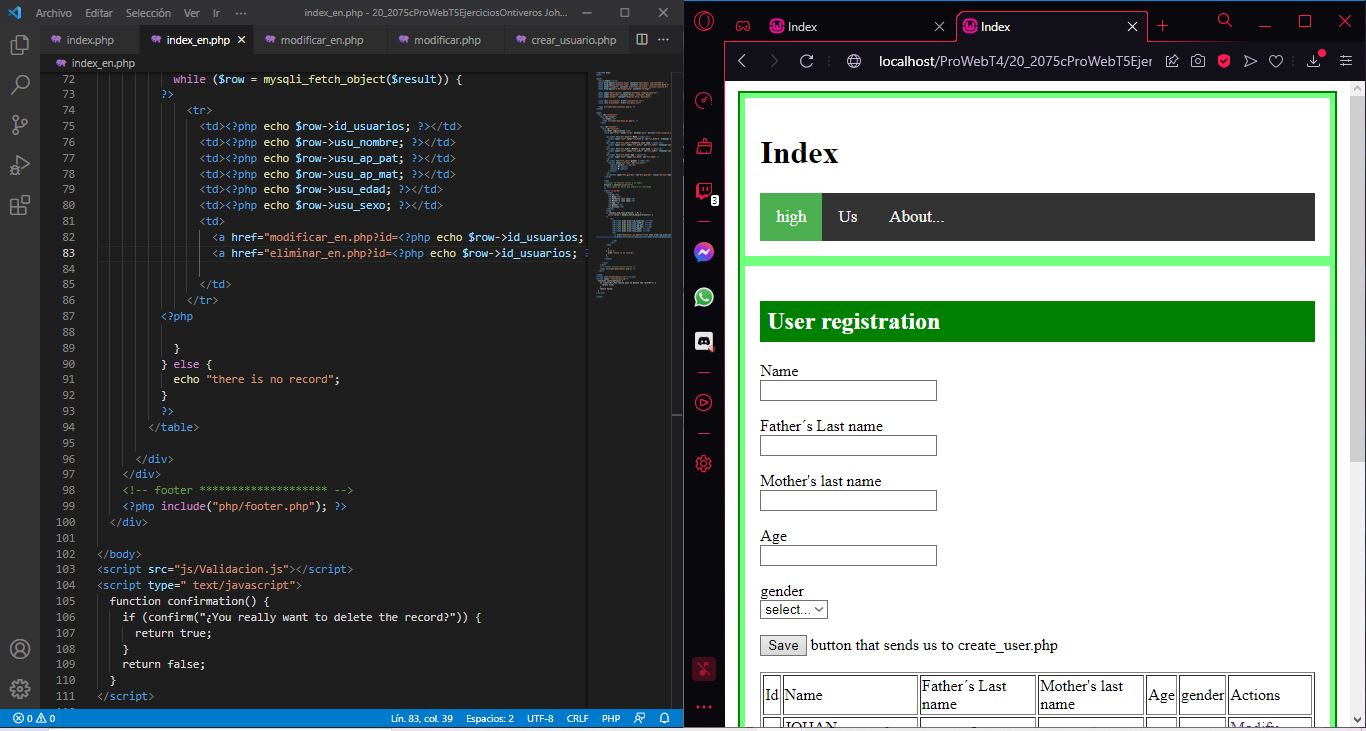 Archivo Editar Selección Ver Ir ··· index_en.php - 20_2075cProWebT5EjerciciosOntiveros Joh...
index.php index_en.php modificar_en.php modificar.php crear_usuario.php
index_en.php
72 while ($row = mysqli_fetch_object($result)) {
73 ?>
74 <tr>
75 <td><?php echo $row->id_usuarios; ?></td>
76 <td><?php echo $row->usu_nombre; ?></td>
77 <td><?php echo $row->usu_ap_pat; ?></td>
78 <td><?php echo $row->usu_ap_mat; ?></td>
79 <td><?php echo $row->usu_edad; ?></td>
80 <td><?php echo $row->usu_sexo; ?></td>
81 <td>
82 <a href="modificar_en.php?id=<?php echo $row->id_usuarios;
83 <a href="eliminar_en.php?id=<?php echo $row->id_usuarios; ?
84
85 </td>
86 </tr>
87 <?php
88
89 }
90 } else {
91 echo "there is no record";
92 }
93 ?>
94 </table>
95
96 </div>
97 </div>
98 <!-- footer ******************** -->
99 <?php include("php/footer.php"); ?>
100 </div>
101
102 </body>
103 <script src="js/Validacion.js"></script>
104 <script type=" text/javascript">
105 function confirmation() {
106 if (confirm("¿You really want to delete the record?")) {
107 return true;
108 }
109 return false;
110 }
111 </script>
0 0 Lín. 83, col. 39 Espacios: 2 UTF-8 CRLF PHP
Index Index
localhost/ProWebT4/20_2075cProWebT5Ejer
3
Index
high Us About...
User registration
Name
Father´s Last name
Mother's last name
Age
gender
select...
Save button that sends us to create_user.php
Id Name Father´s Last name Mother's last name Age gender Actions
JOHAN Modify